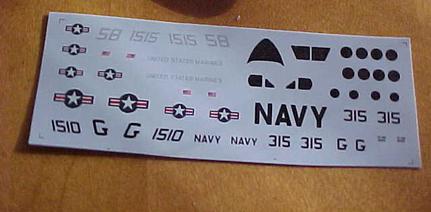 58 1515 1515 58
UNITED STATES MARINES
UNITED STATES MARINES
NAVY 315 315
1510 G G 1510 NAVY NAVY 315 315 G G